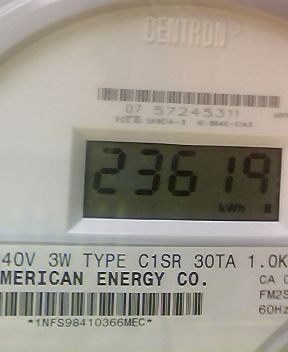 CENTRON®
07 57245311
23619
kWh
40V 3W TYPE C1SR 30TA 1.0K
MERICAN ENERGY CO.
CA
FM2S
60Hz
*1NFS98410366MEC*